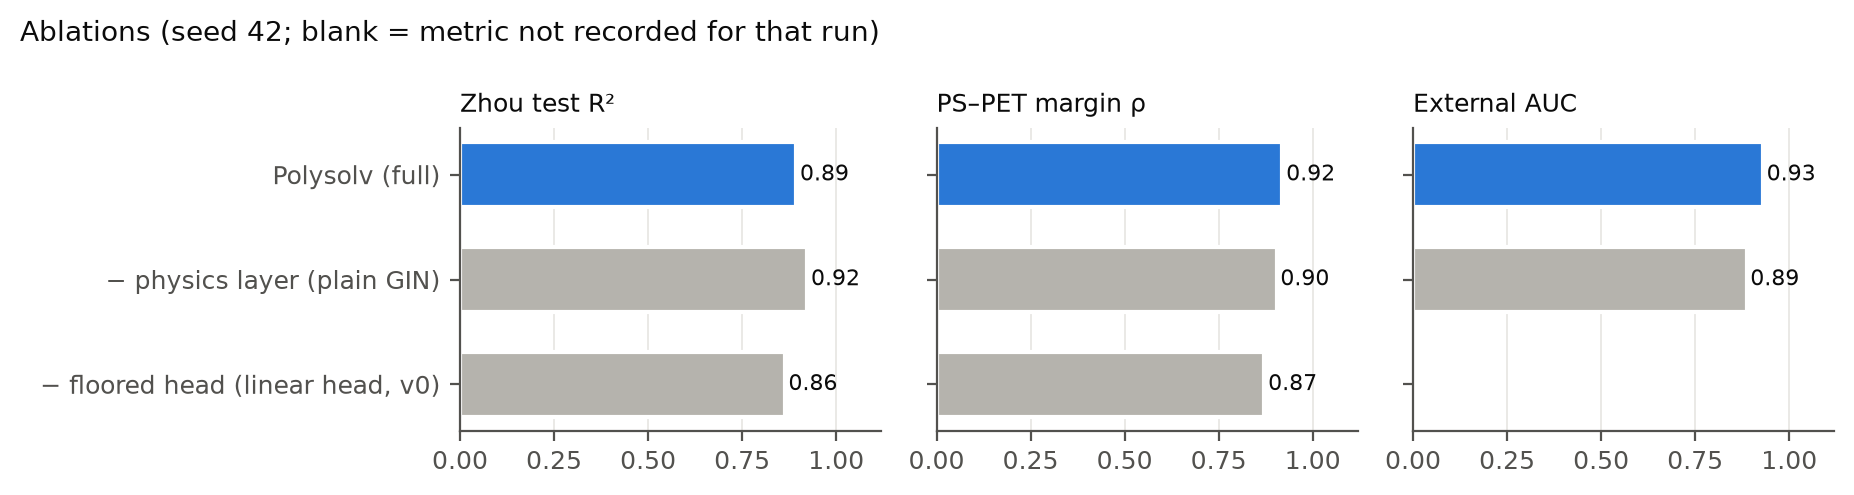 Ablations (seed 42; blank = metric not recorded for that run)
Zhou test R²
PS–PET margin ρ
External AUC
Polysolv (full)
0.89
0.92
0.93
− physics layer (plain GIN)
0.92
0.90
0.89
− floored head (linear head, v0)
0.86
0.87
0.00 0.25 0.50 0.75 1.00
0.00 0.25 0.50 0.75 1.00
0.00 0.25 0.50 0.75 1.00